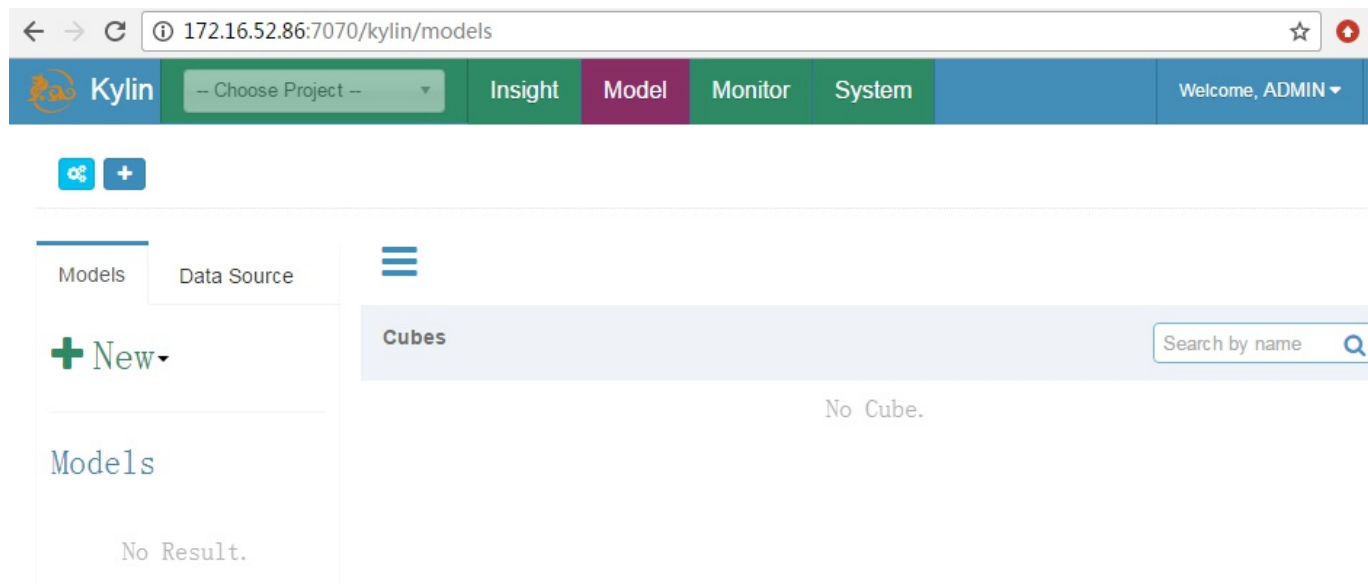 172.16.52.86:7070/kylin/models
Kylin -- Choose Project -- Insight Model Monitor System Welcome, ADMIN
Models Data Source
New
Cubes Search by name
No Cube.
Models
No Result.